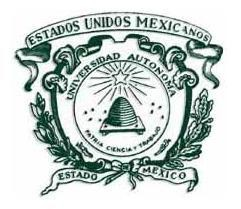 ESTADOS UNIDOS MEXICANOS
UNIVERSIDAD AUTONOMA
PATRIA CIENCIA Y TRABAJO
ESTADO MEXICO